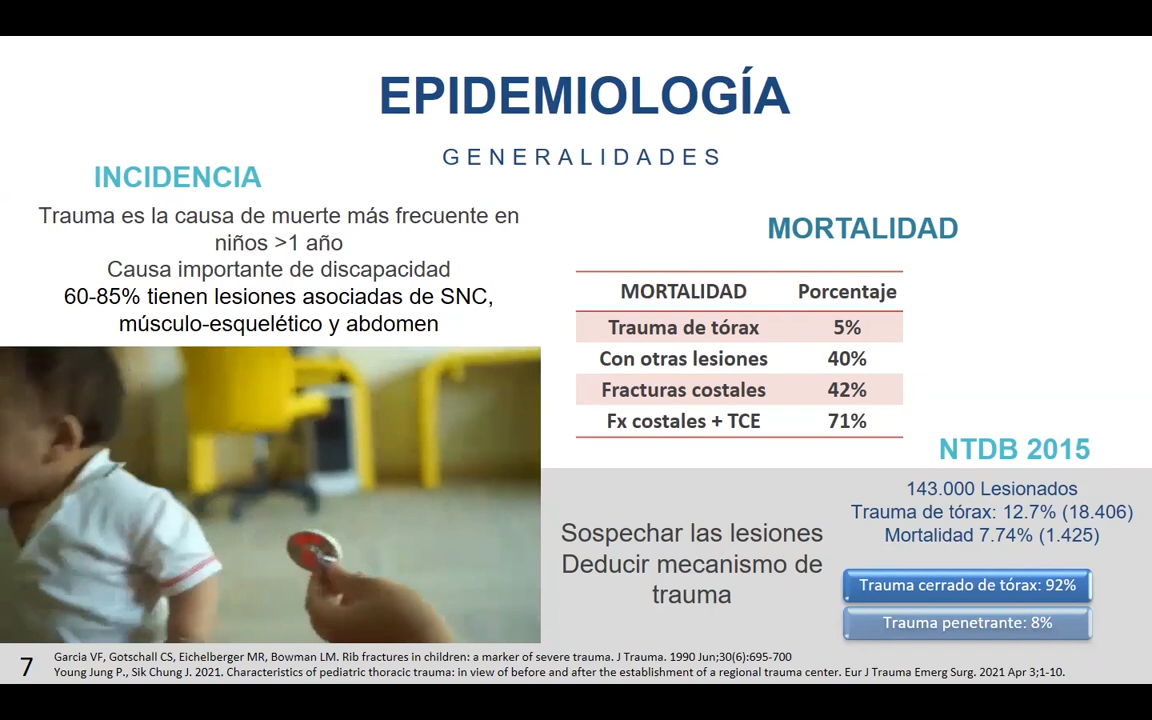 EPIDEMIOLOGÍA
GENERALIDADES
INCIDENCIA
Trauma es la causa de muerte más frecuente en
niños >1 año
Causa importante de discapacidad
60-85% tienen lesiones asociadas de SNC,
músculo-esquelético y abdomen
MORTALIDAD
MORTALIDAD Porcentaje
Trauma de tórax 5%
Con otras lesiones 40%
Fracturas costales 42%
Fx costales + TCE 71%
NTDB 2015
143.000 Lesionados
Trauma de tórax: 12.7% (18.406)
Mortalidad 7.74% (1.425)
Sospechar las lesiones
Deducir mecanismo de
trauma
Trauma cerrado de tórax: 92%
Trauma penetrante: 8%
7
Garcia VF, Gotschall CS, Eichelberger MR, Bowman LM. Rib fractures in children: a marker of severe trauma. J Trauma. 1990 Jun;30(6):695-700
Young Jung P., Sik Chung J. 2021. Characteristics of pediatric thoracic trauma: in view of before and after the establishment of a regional trauma center. Eur J Trauma Emerg Surg. 2021 Apr 3;1-10.